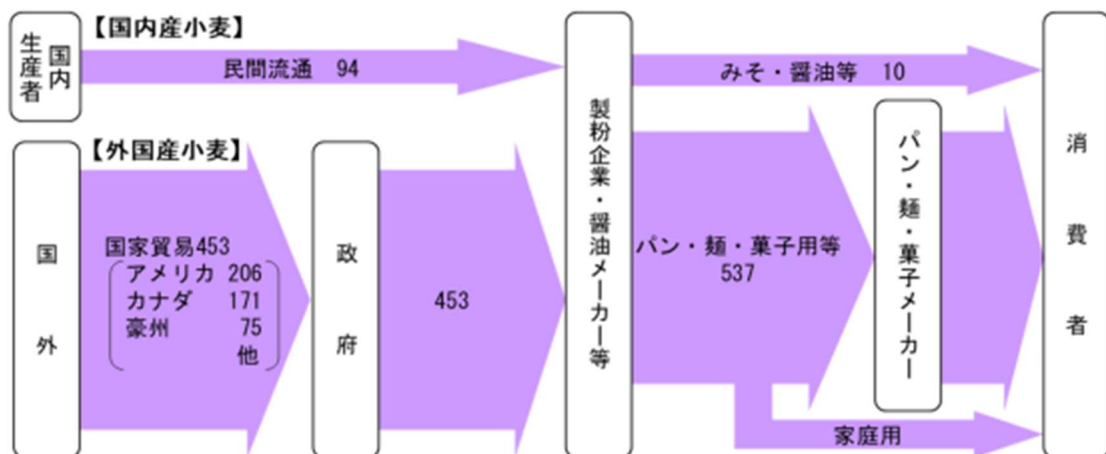 【国内産小麦】
国内
生産者
民間流通 94
みそ・醤油等 10
【外国産小麦】
国外
国家貿易453
アメリカ 206
カナダ 171
豪州 75
他
政府
453
製粉企業・醤油メーカー等
パン・麺・菓子用等
537
パン・麺・菓子メーカー
家庭用
消費者